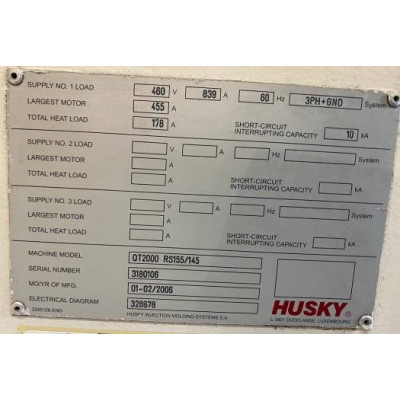 SUPPLY NO. 1 LOAD 460 V 839 A 60 Hz 3PH+GND System
LARGEST MOTOR 455 A
TOTAL HEAT LOAD 178 A SHORT-CIRCUIT INTERRUPTING CAPACITY 10 kA
SUPPLY NO. 2 LOAD V A Hz System
LARGEST MOTOR A
TOTAL HEAT LOAD A SHORT-CIRCUIT INTERRUPTING CAPACITY kA
SUPPLY NO. 3 LOAD V A Hz System
LARGEST MOTOR A
TOTAL HEAT LOAD A SHORT-CIRCUIT INTERRUPTING CAPACITY kA
MACHINE MODEL QT2000 RS155/145
SERIAL NUMBER 3180106
MO/YR OF MFG. 01-02/2006
ELECTRICAL DIAGRAM 328678
HUSKY®
HUSKY INJECTION MOLDING SYSTEMS S.A. L-3451 DUDELANGE, LUXEMBOURG